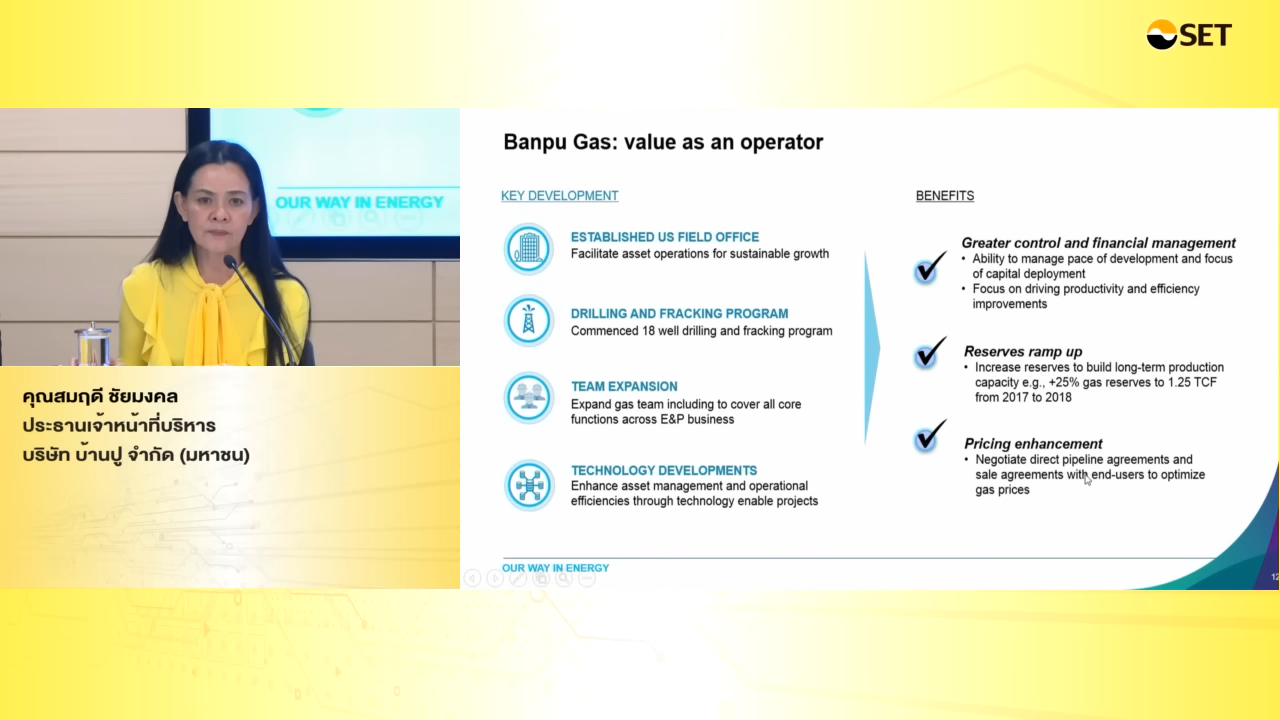 SET
OUR WAY IN ENERGY
คุณสมฤดี ชัยมงคล
ประธานเจ้าหน้าที่บริหาร
บริษัท บ้านปู จำกัด (มหาชน)
Banpu Gas: value as an operator
KEY DEVELOPMENT
ESTABLISHED US FIELD OFFICE
Facilitate asset operations for sustainable growth
DRILLING AND FRACKING PROGRAM
Commenced 18 well drilling and fracking program
TEAM EXPANSION
Expand gas team including to cover all core
functions across E&P business
TECHNOLOGY DEVELOPMENTS
Enhance asset management and operational
efficiencies through technology enable projects
BENEFITS
Greater control and financial management
• Ability to manage pace of development and focus
of capital deployment
• Focus on driving productivity and efficiency
improvements
Reserves ramp up
• Increase reserves to build long-term production
capacity e.g., +25% gas reserves to 1.25 TCF
from 2017 to 2018
Pricing enhancement
• Negotiate direct pipeline agreements and
sale agreements with end-users to optimize
gas prices
OUR WAY IN ENERGY
12